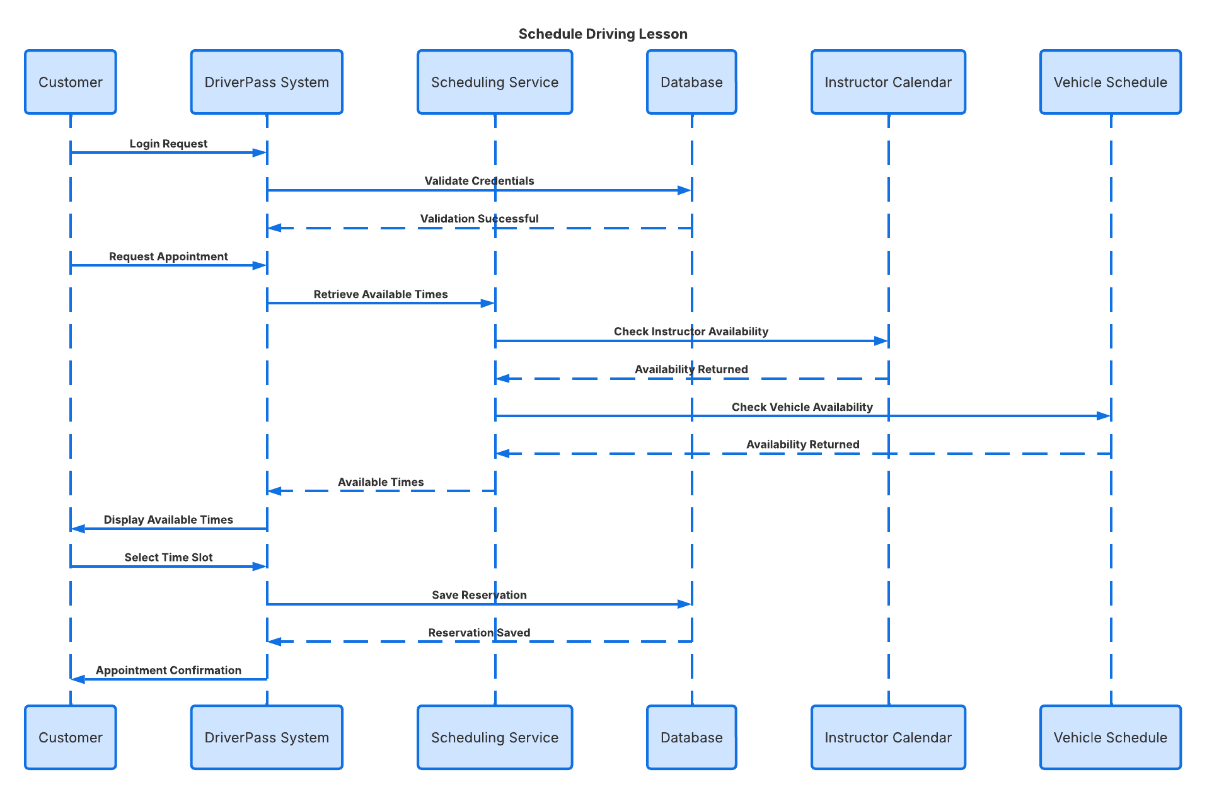 Schedule Driving Lesson
Customer
DriverPass System
Scheduling Service
Database
Instructor Calendar
Vehicle Schedule
Login Request
Validate Credentials
Validation Successful
Request Appointment
Retrieve Available Times
Check Instructor Availability
Availability Returned
Check Vehicle Availability
Availability Returned
Available Times
Display Available Times
Select Time Slot
Save Reservation
Reservation Saved
Appointment Confirmation
Customer
DriverPass System
Scheduling Service
Database
Instructor Calendar
Vehicle Schedule